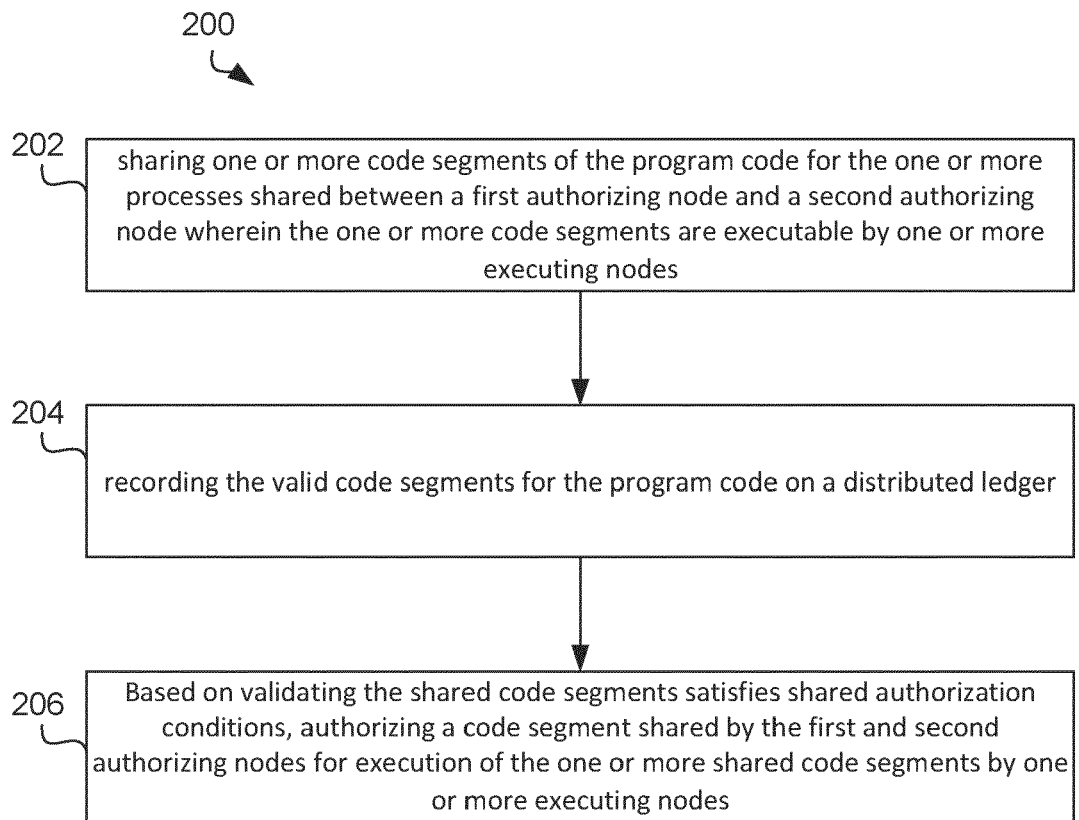 200
202
sharing one or more code segments of the program code for the one or more
processes shared between a first authorizing node and a second authorizing
node wherein the one or more code segments are executable by one or more
executing nodes
204
recording the valid code segments for the program code on a distributed ledger
206
Based on validating the shared code segments satisfies shared authorization
conditions, authorizing a code segment shared by the first and second
authorizing nodes for execution of the one or more shared code segments by one
or more executing nodes